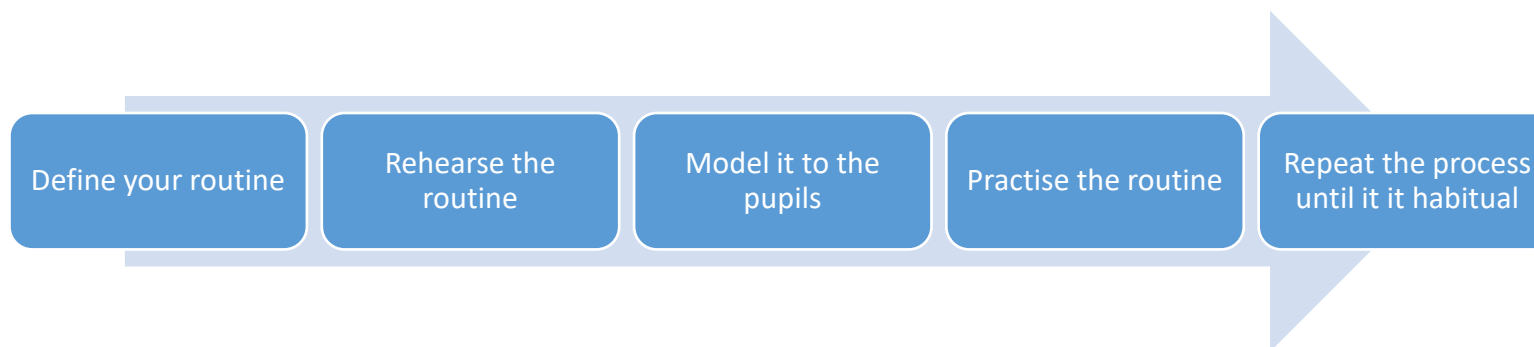 Define your routine
Rehearse the
routine
Model it to the
pupils
Practise the routine
Repeat the process
until it it habitual